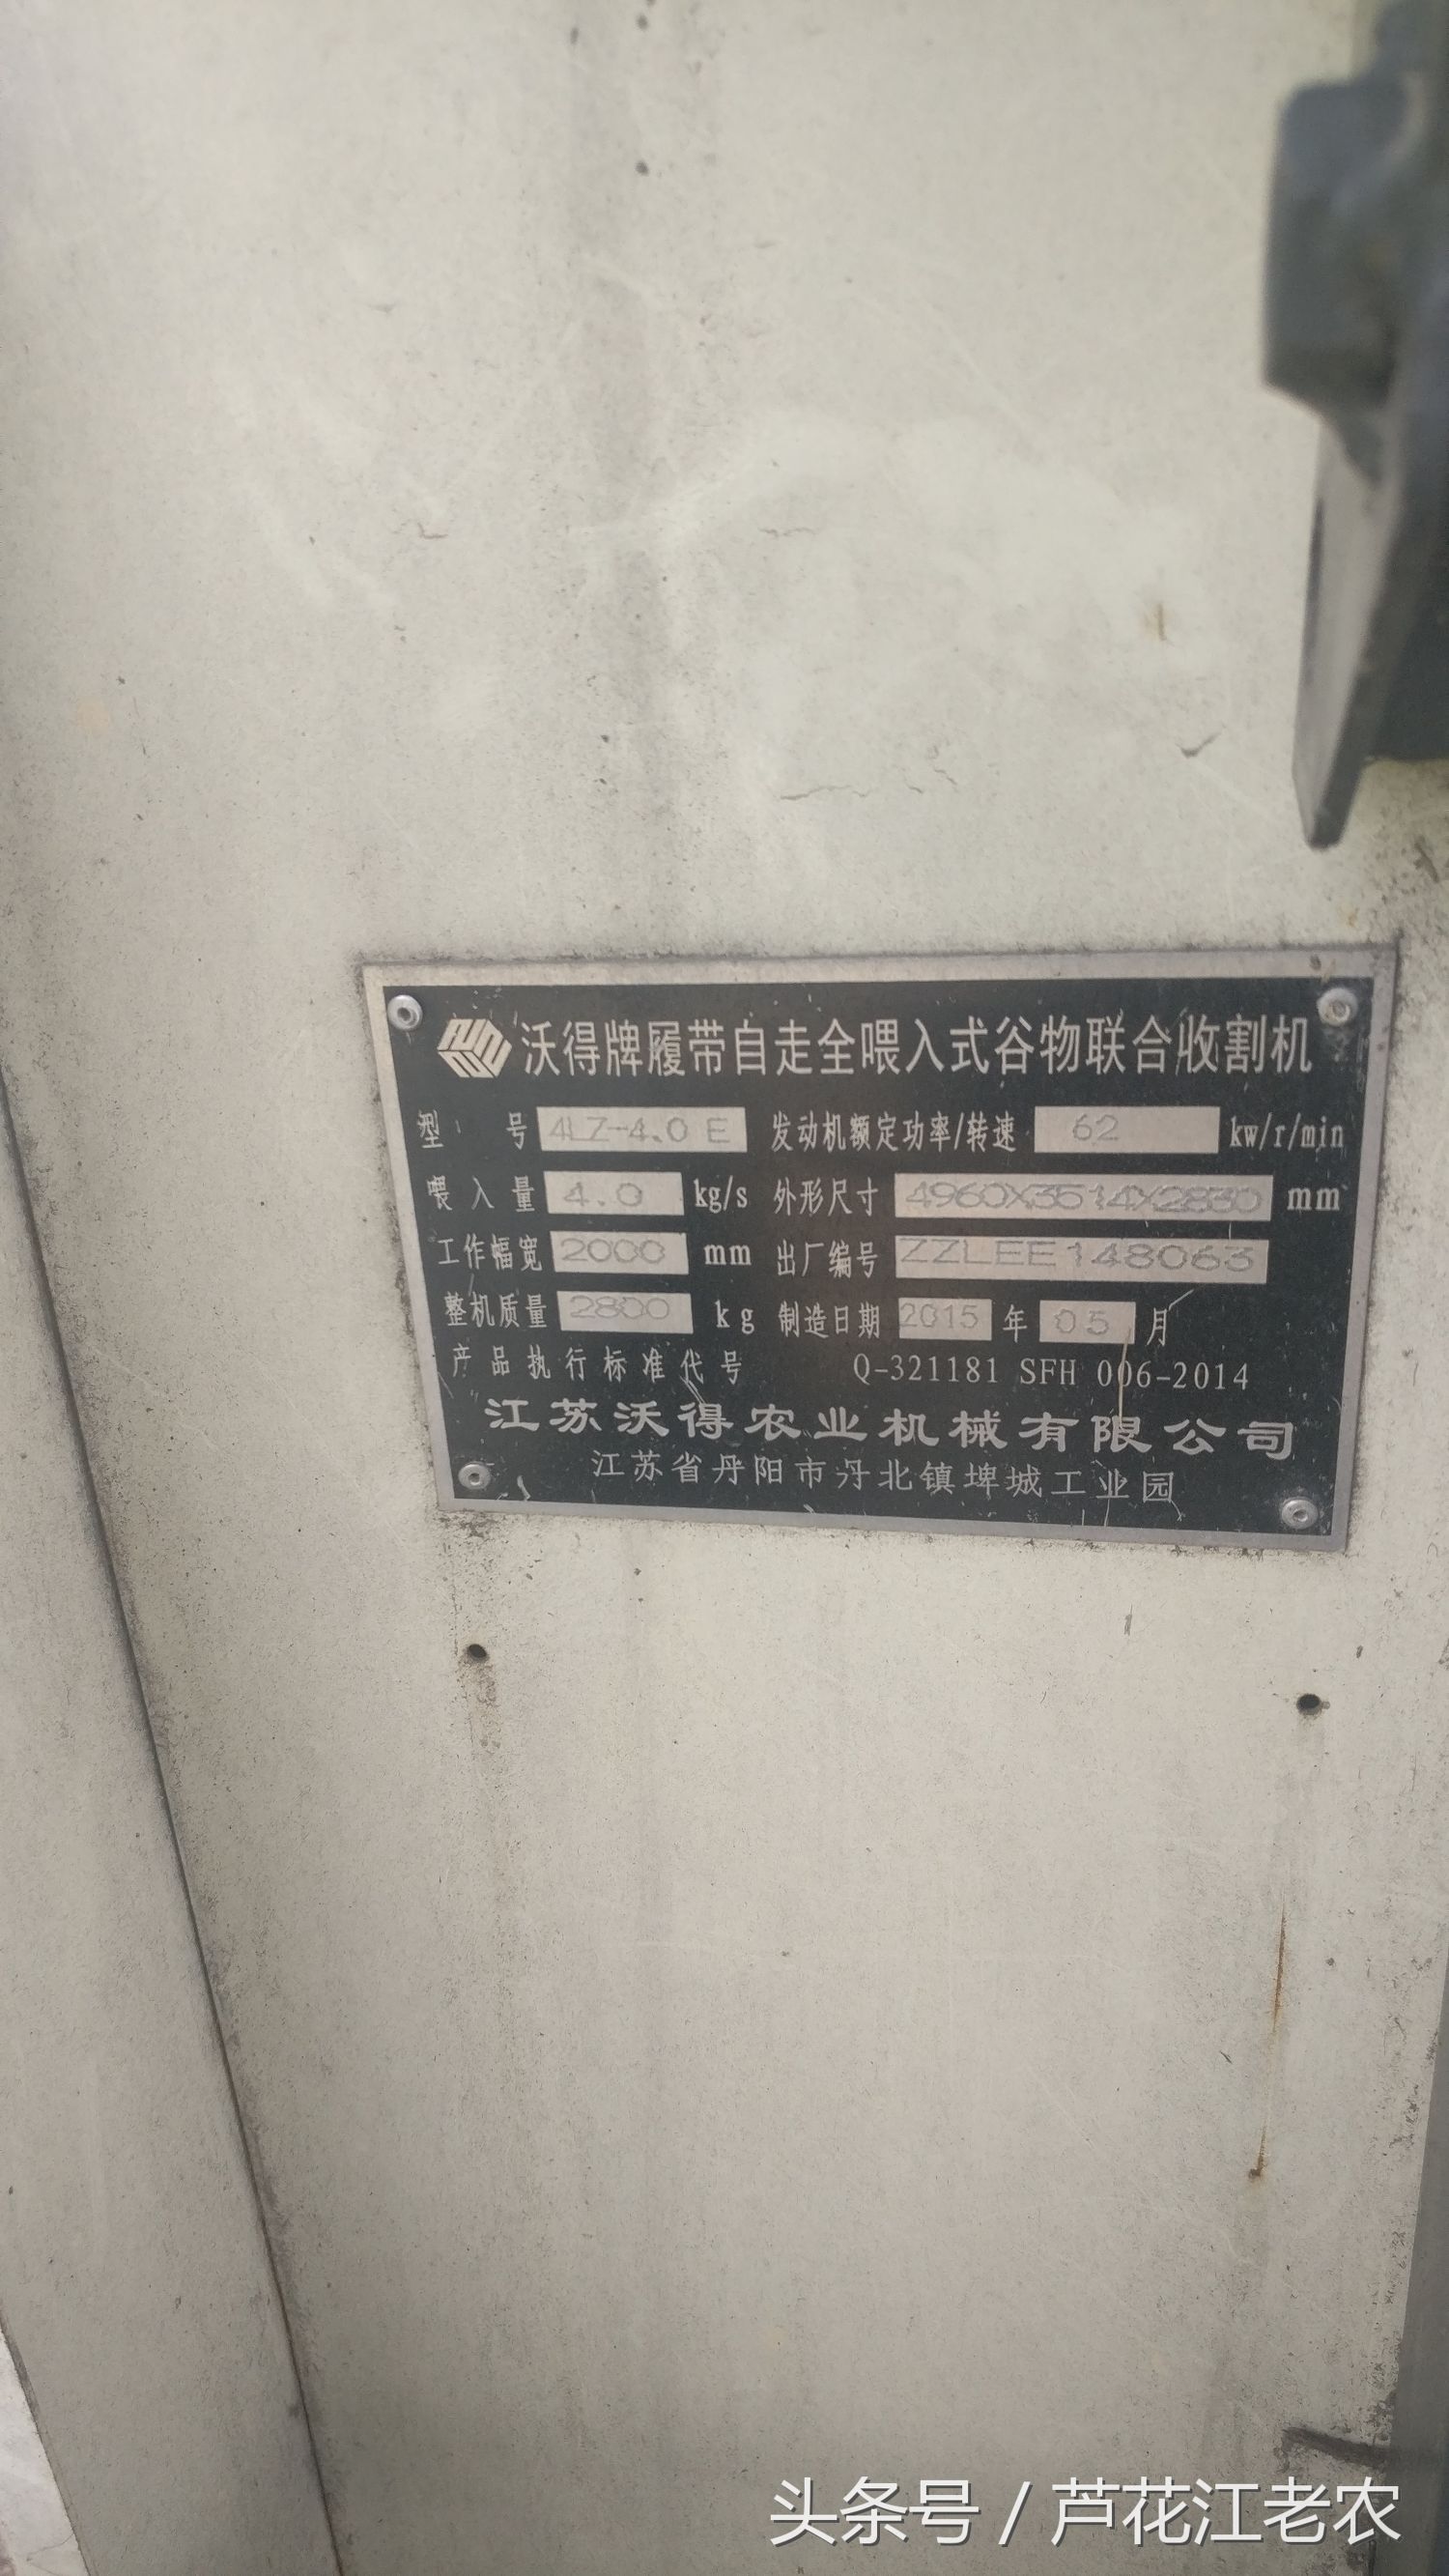 沃得牌履带自走全喂入式谷物联合收割机
型 号 4LZ-4.0E 发动机额定功率/转速 62 kw/r/min
喂入量 4.0 kg/s 外形尺寸 4960X3514X2830 mm
工作幅宽 2000 mm 出厂编号 ZZLEE148063
整机质量 2800 kg 制造日期 2015 年 05 月
产品执行标准代号 Q-321181 SFH 006-2014
江苏沃得农业机械有限公司
江苏省丹阳市丹北镇埤城工业园
头条号 / 芦花江老农